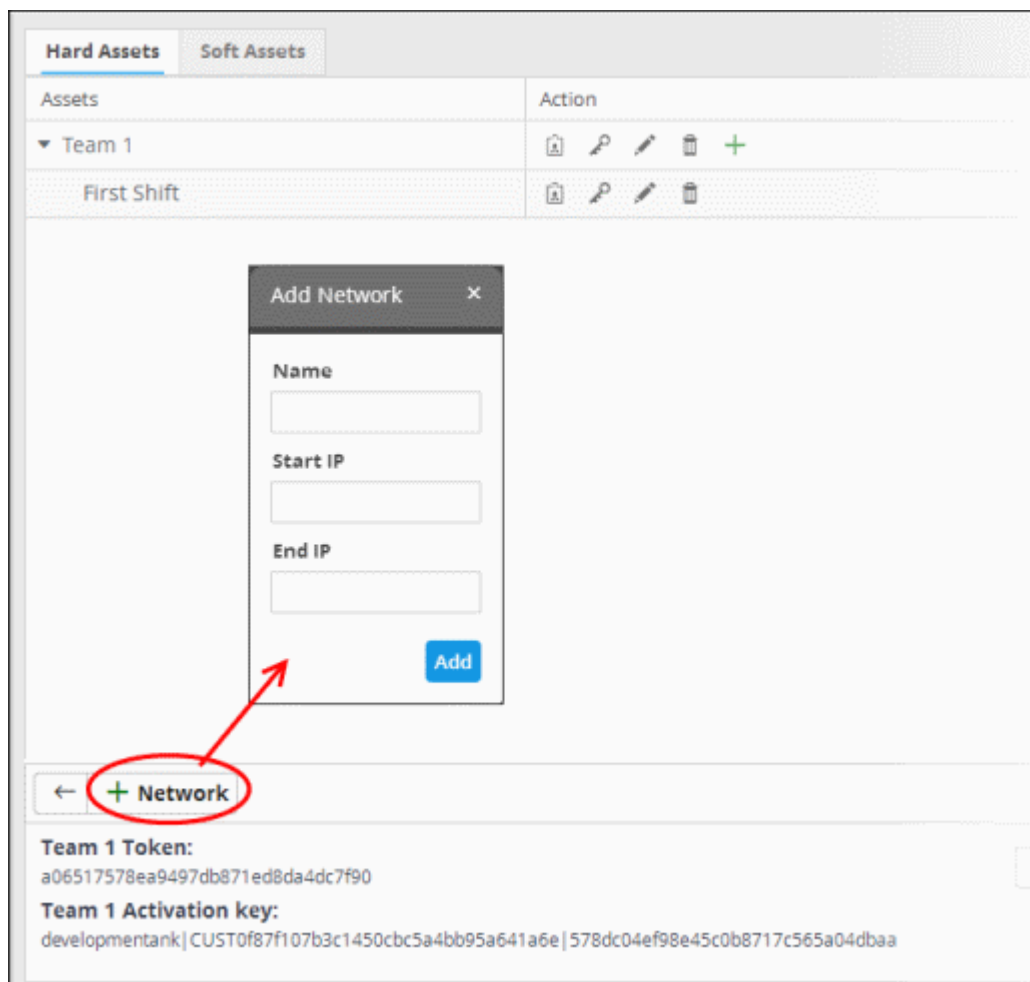 Hard Assets Soft Assets
Assets Action
Team 1
First Shift
Add Network ×
Name
Start IP
End IP
Add
← + Network
Team 1 Token:
a06517578ea9497db871ed8da4dc7f90
Team 1 Activation key:
developmentank|CUST0f87f107b3c1450cbc5a4bb95a641a6e|578dc04ef98e45c0b8717c565a04dbaa